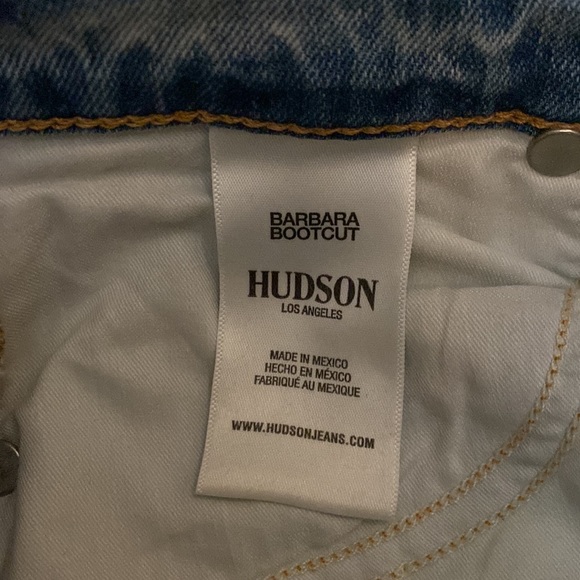 BARBARA
BOOTCUT
HUDSON
LOS ANGELES
MADE IN MEXICO
HECHO EN MÉXICO
FABRIQUÉ AU MEXIQUE
WWW.HUDSONJEANS.COM